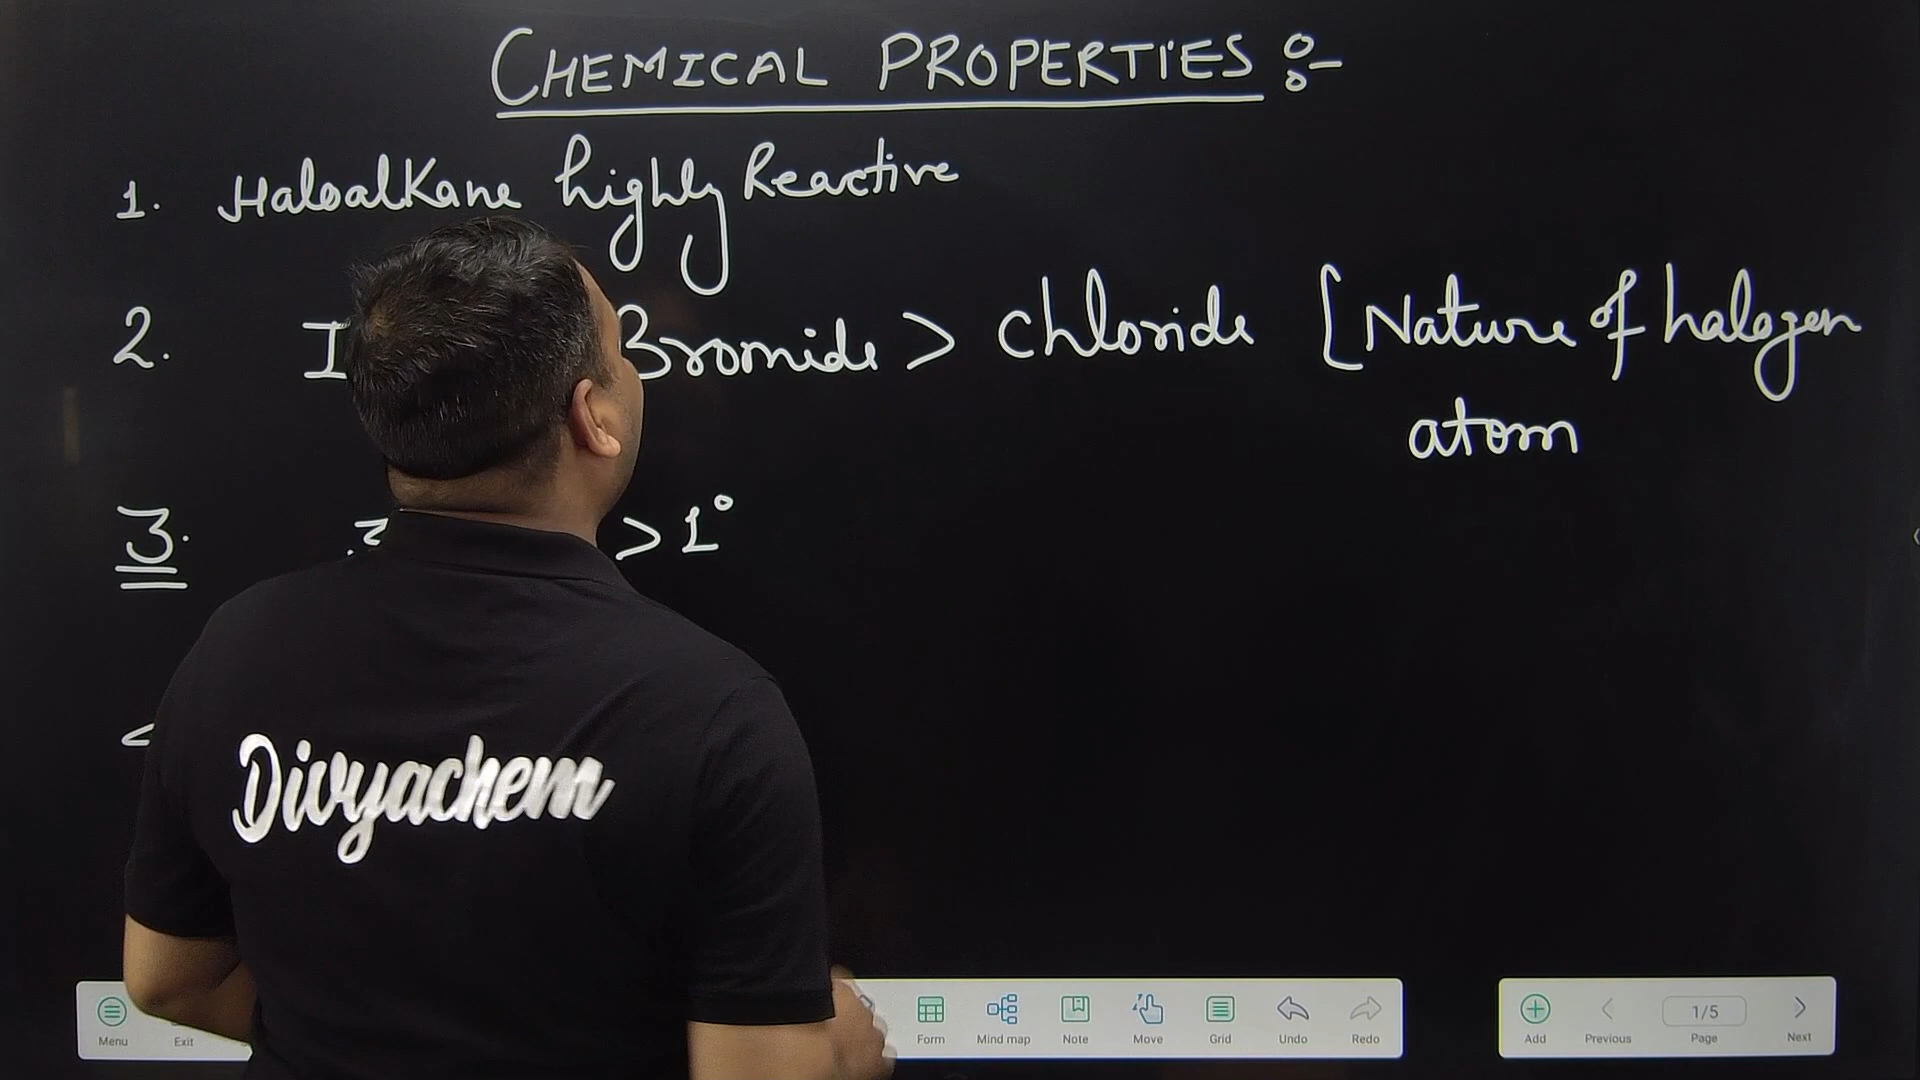 CHEMICAL PROPERTIES :-
1. Haloalkane highly Reactive
2. I Bromide > chloride [Nature of halogen
atom
3. 3 > 1°
Divyachem
Menu Exit Form Mind map Note Move Grid Undo Redo
Add Previous 1/5 Page Next